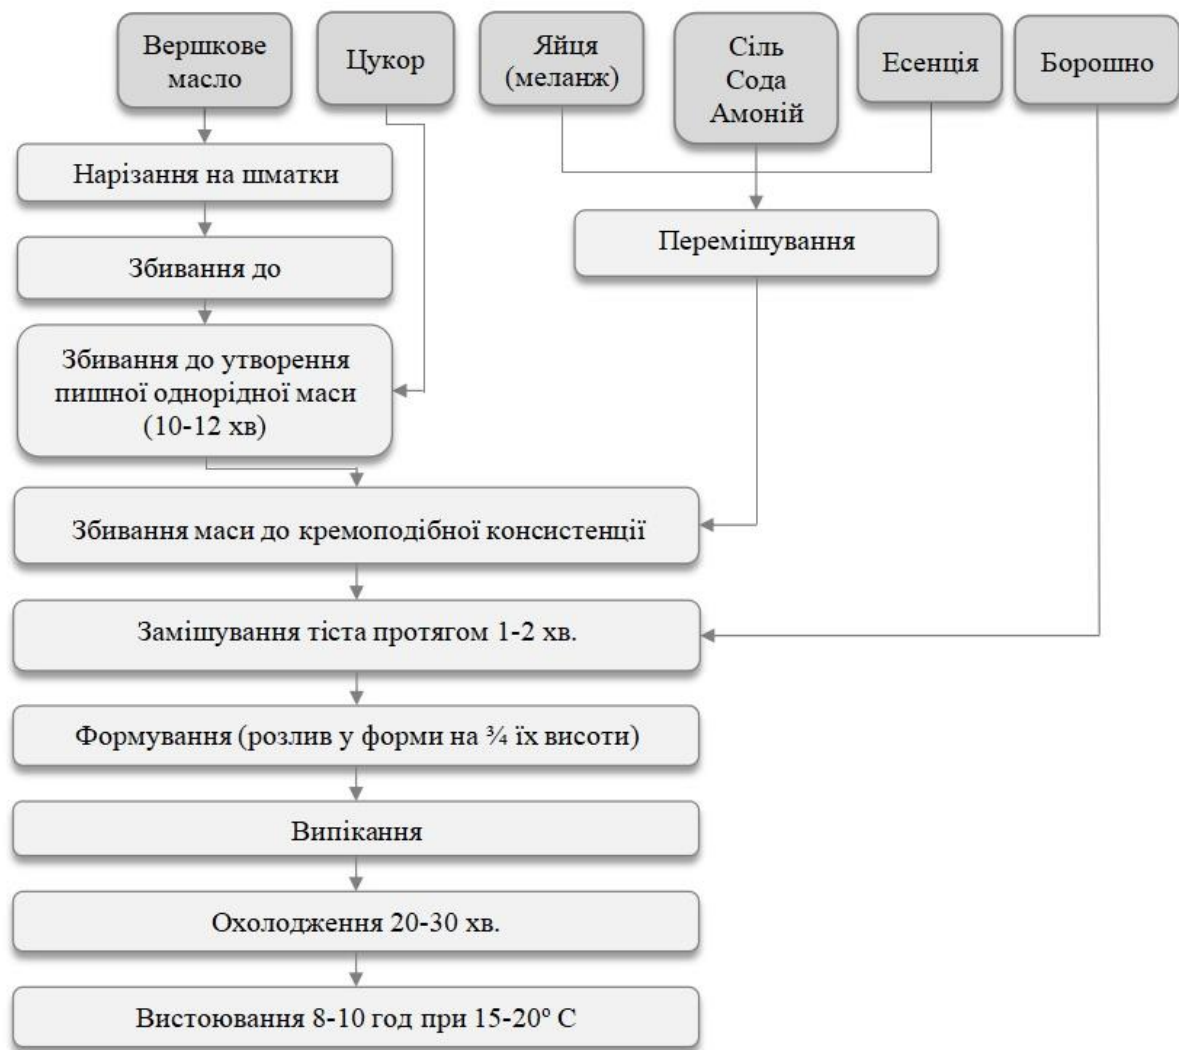 Вершкове
масло
Цукор
Яйця
(меланж)
Сіль
Сода
Амоній
Есенція
Борошно
Нарізання на шматки
Перемішування
Збивання до
Збивання до утворення
пишної однорідної маси
(10-12 хв)
Збивання маси до кремоподібної консистенції
Замішування тіста протягом 1-2 хв.
Формування (розлив у форми на ¾ їх висоти)
Випікання
Охолодження 20-30 хв.
Вистоювання 8-10 год при 15-20º С